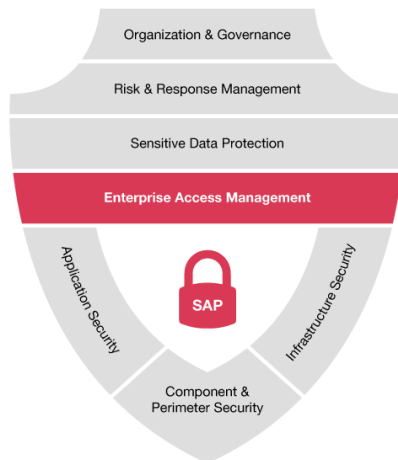 Organization & Governance
Risk & Response Management
Sensitive Data Protection
Enterprise Access Management
Application Security
SAP
Infrastructure Security
Component &
Perimeter Security